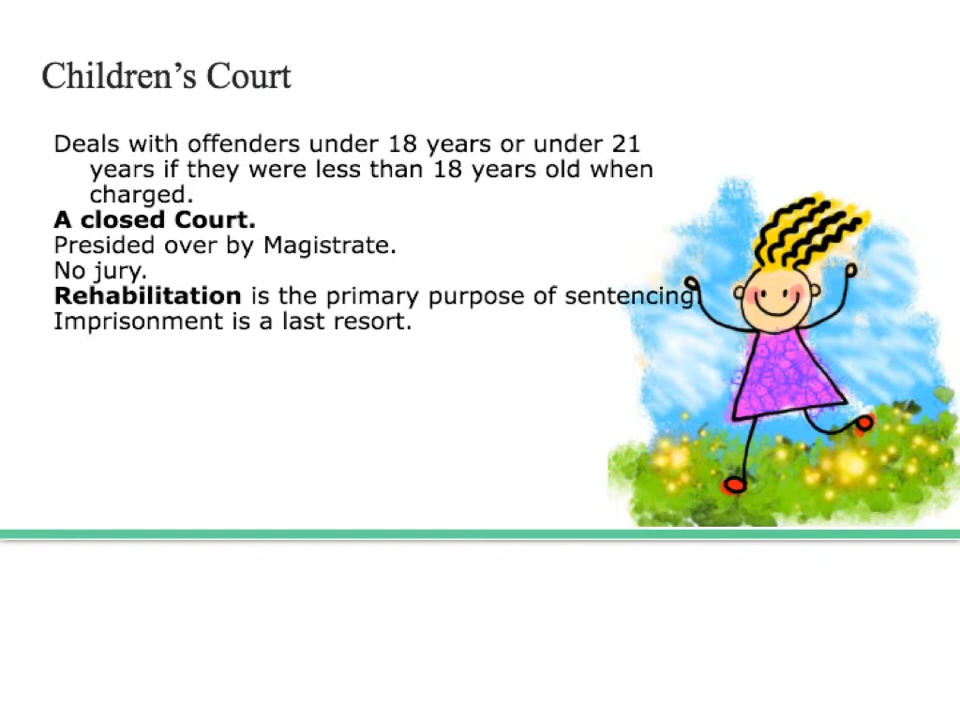 Children’s Court
Deals with offenders under 18 years or under 21
years if they were less than 18 years old when
charged.
A closed Court.
Presided over by Magistrate.
No jury.
Rehabilitation is the primary purpose of sentencing.
Imprisonment is a last resort.